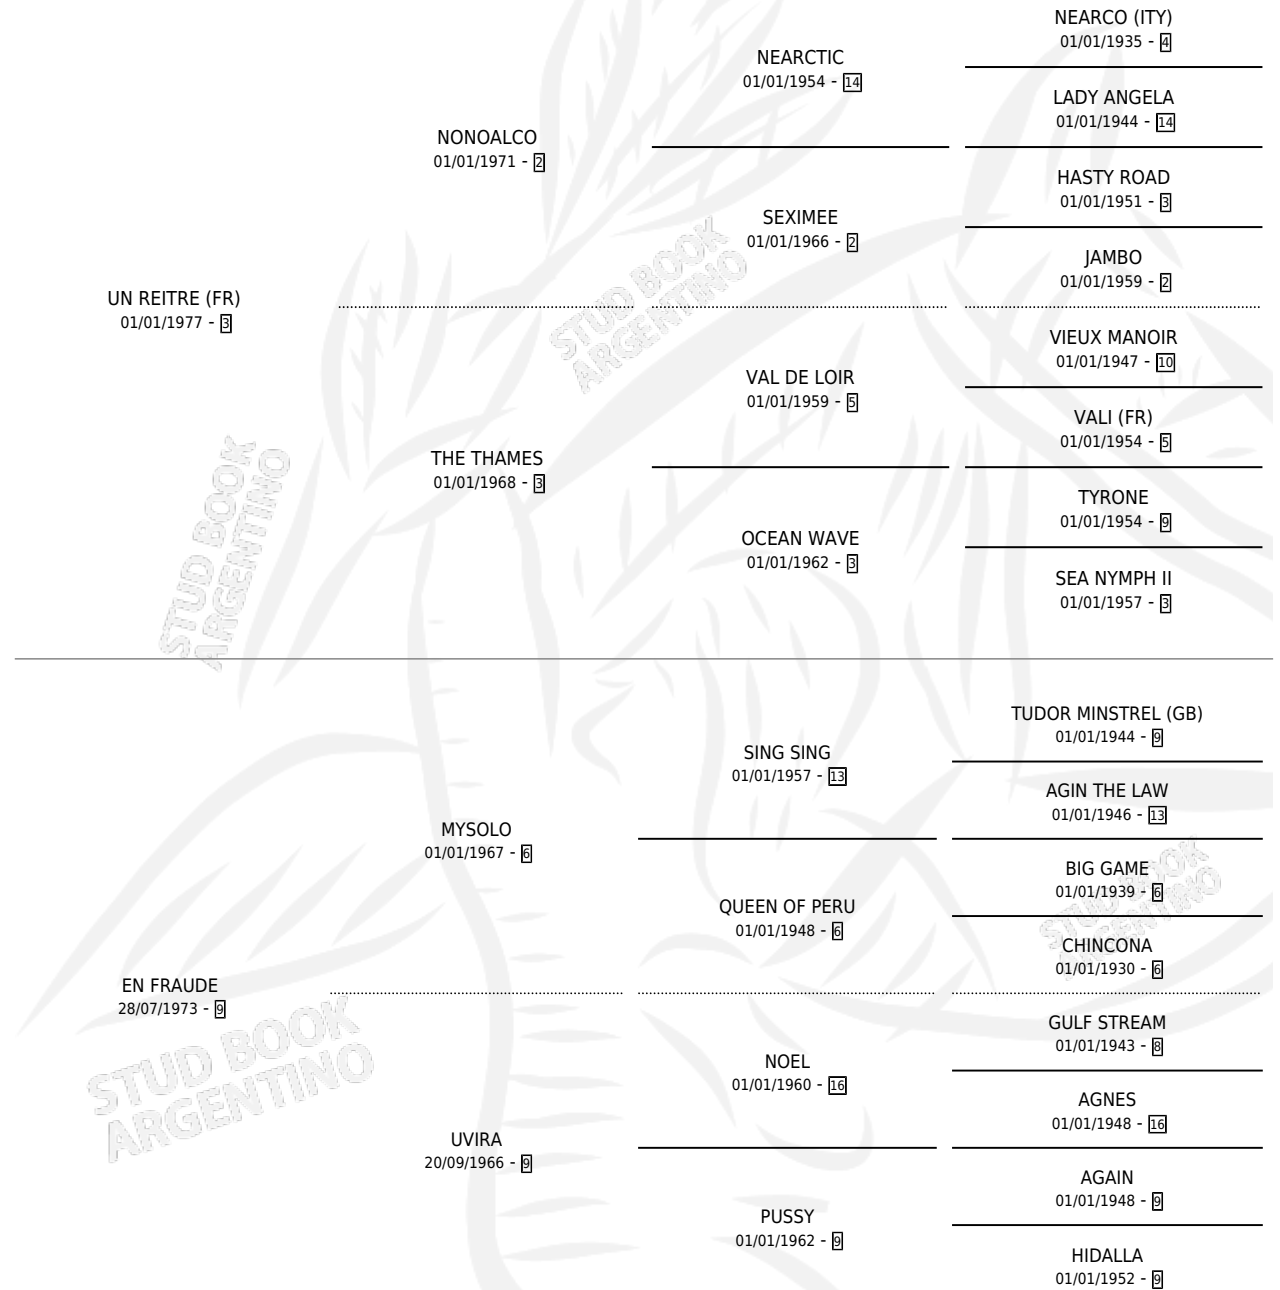 NEARCO (ITY)
01/01/1935 - 4
NEARCTIC
01/01/1954 - 14
LADY ANGELA
01/01/1944 - 14
NONOALCO
01/01/1971 - 2
HASTY ROAD
01/01/1951 - 3
SEXIMEE
01/01/1966 - 2
JAMBO
01/01/1959 - 2
UN REITRE (FR)
01/01/1977 - 3
VIEUX MANOIR
01/01/1947 - 10
VAL DE LOIR
01/01/1959 - 5
VALI (FR)
01/01/1954 - 5
THE THAMES
01/01/1968 - 3
TYRONE
01/01/1954 - 9
OCEAN WAVE
01/01/1962 - 3
SEA NYMPH II
01/01/1957 - 3
STUD BOOK
ARGENTINO
STUD BOOK
ARGENTINO
TUDOR MINSTREL (GB)
01/01/1944 - 9
SING SING
01/01/1957 - 13
AGIN THE LAW
01/01/1946 - 13
MYSOLO
01/01/1967 - 6
BIG GAME
01/01/1939 - 6
QUEEN OF PERU
01/01/1948 - 6
CHINCONA
01/01/1930 - 6
STUD BOOK
ARGENTINO
EN FRAUDE
28/07/1973 - 9
GULF STREAM
01/01/1943 - 8
NOEL
01/01/1960 - 16
AGNES
01/01/1948 - 16
UVIRA
20/09/1966 - 9
AGAIN
01/01/1948 - 9
PUSSY
01/01/1962 - 9
HIDALLA
01/01/1952 - 9
STUD BOOK
ARGENTINO